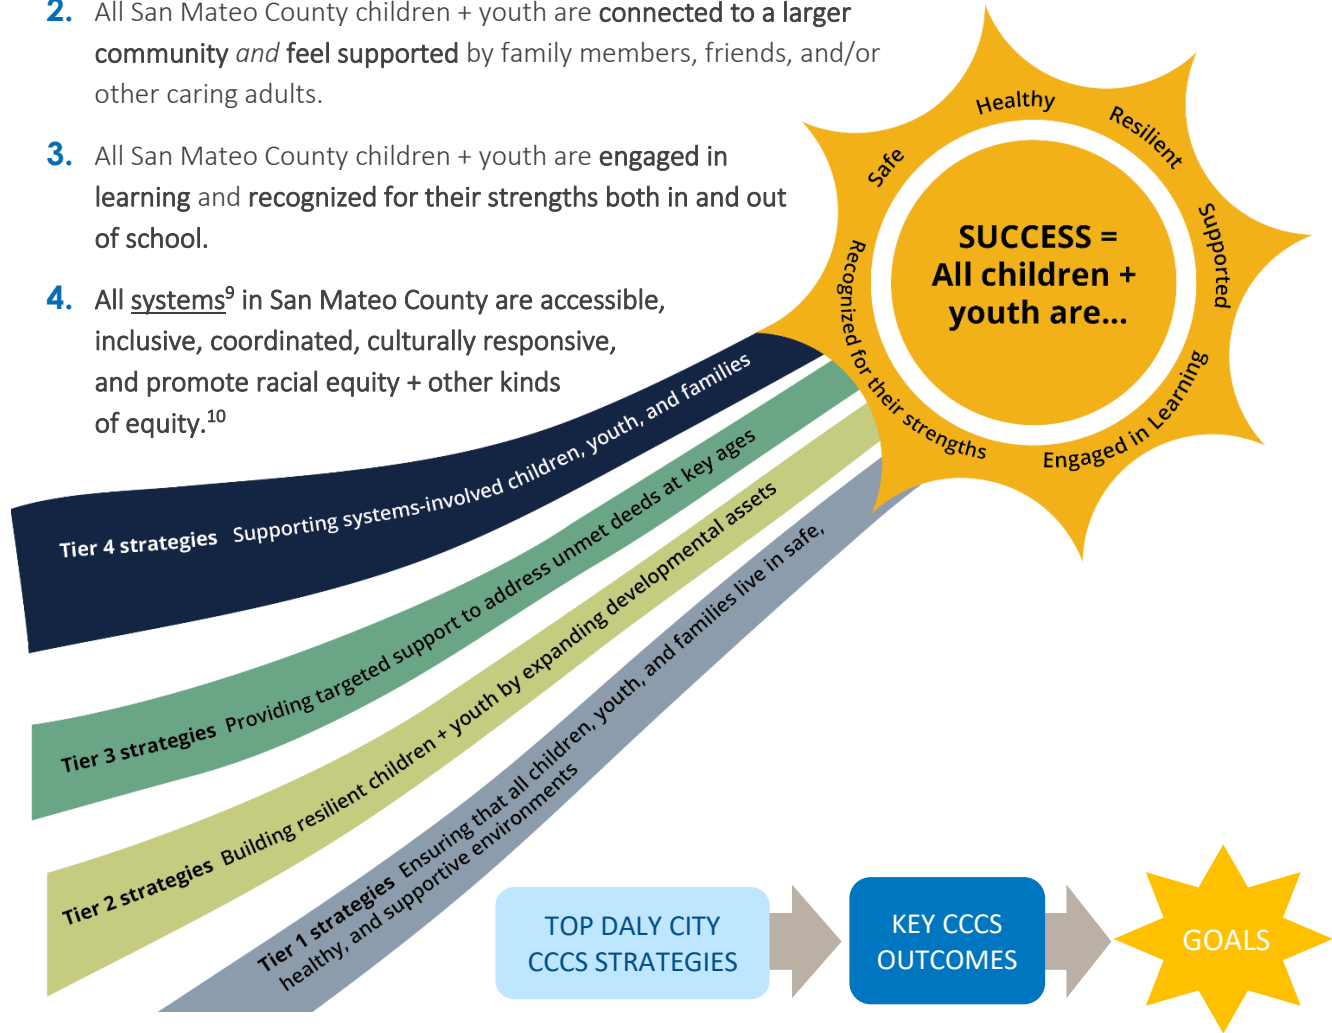 2. All San Mateo County children + youth are connected to a larger
community and feel supported by family members, friends, and/or
other caring adults.
3. All San Mateo County children + youth are engaged in
learning and recognized for their strengths both in and out
of school.
4. All systems9 in San Mateo County are accessible,
inclusive, coordinated, culturally responsive,
and promote racial equity + other kinds
of equity.10
Healthy
Resilient
Safe
Supported
Recognized for their strengths
Engaged in Learning
SUCCESS =
All children +
youth are...
Tier 4 strategies Supporting systems-involved children, youth, and families
Tier 3 strategies Providing targeted support to address unmet deeds at key ages
Tier 2 strategies Building resilient children + youth by expanding developmental assets
Tier 1 strategies Ensuring that all children, youth, and families live in safe,
healthy, and supportive environments
TOP DALY CITY
CCCS STRATEGIES
KEY CCCS
OUTCOMES
GOALS